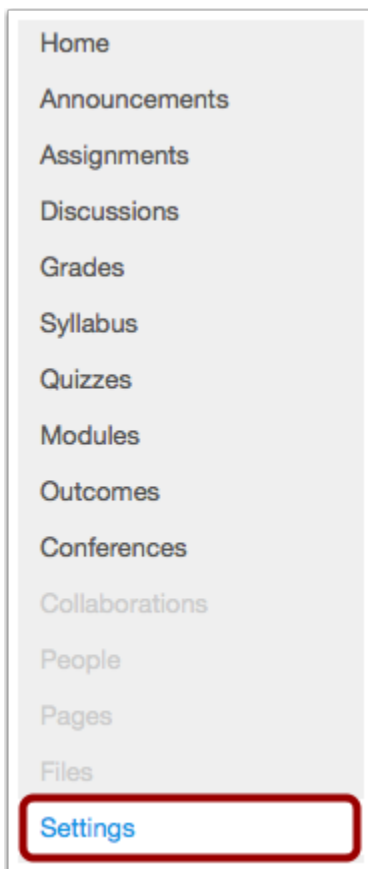 Home
Announcements
Assignments
Discussions
Grades
Syllabus
Quizzes
Modules
Outcomes
Conferences
Collaborations
People
Pages
Files
Settings